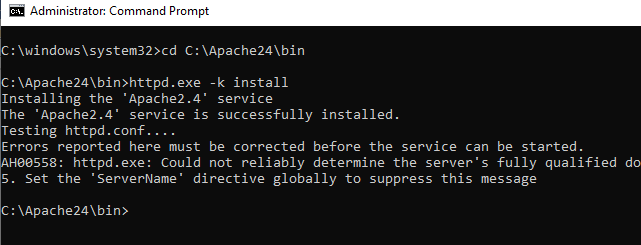 Administrator: Command Prompt
C:\windows\system32>cd C:\Apache24\bin
C:\Apache24\bin>httpd.exe -k install
Installing the 'Apache2.4' service
The 'Apache2.4' service is successfully installed.
Testing httpd.conf....
Errors reported here must be corrected before the service can be started.
AH00558: httpd.exe: Could not reliably determine the server's fully qualified do
5. Set the 'ServerName' directive globally to suppress this message
C:\Apache24\bin>